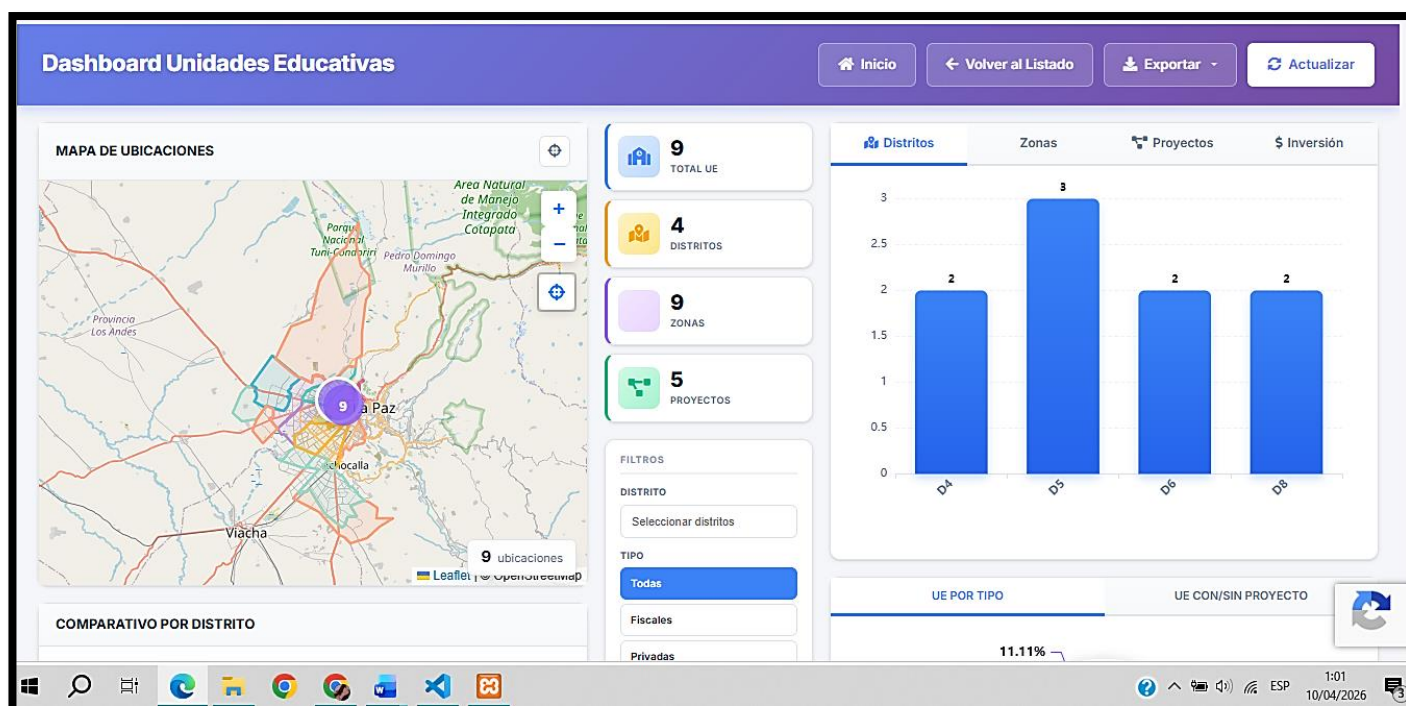 Dashboard Unidades Educativas
Inicio
Volver al Listado
Exportar
Actualizar
MAPA DE UBICACIONES
Area Natural
de Manejo
Integrado
Cotapata
Parque
Nacional
Tuni-Condoriri
Pedro Domingo
Murillo
Provincia
Los Andes
9
a Paz
chocalla
Viacha
+
−
9 ubicaciones
Leaflet | © OpenStreetMap
COMPARATIVO POR DISTRITO
9
TOTAL UE
4
DISTRITOS
9
ZONAS
5
PROYECTOS
FILTROS
DISTRITO
Seleccionar distritos
TIPO
Todas
Fiscales
Privadas
Distritos
Zonas
Proyectos
$ Inversión
3
2.5
2
1.5
1
0.5
0
2
3
2
2
D4
D5
D6
D8
UE POR TIPO
UE CON/SIN PROYECTO
11.11%
ESP
1:01
10/04/2026
3